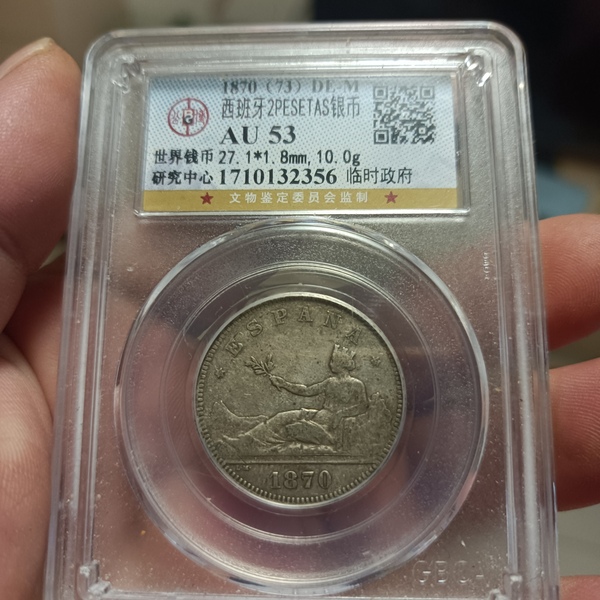 1870 (73) DE-M
西班牙2PESETAS银币
AU 53
世界钱币 27.1*1.8mm, 10.0g
研究中心 1710132356 临时政府
★ 文物鉴定委员会监制 ★
ESPAÑA
1870